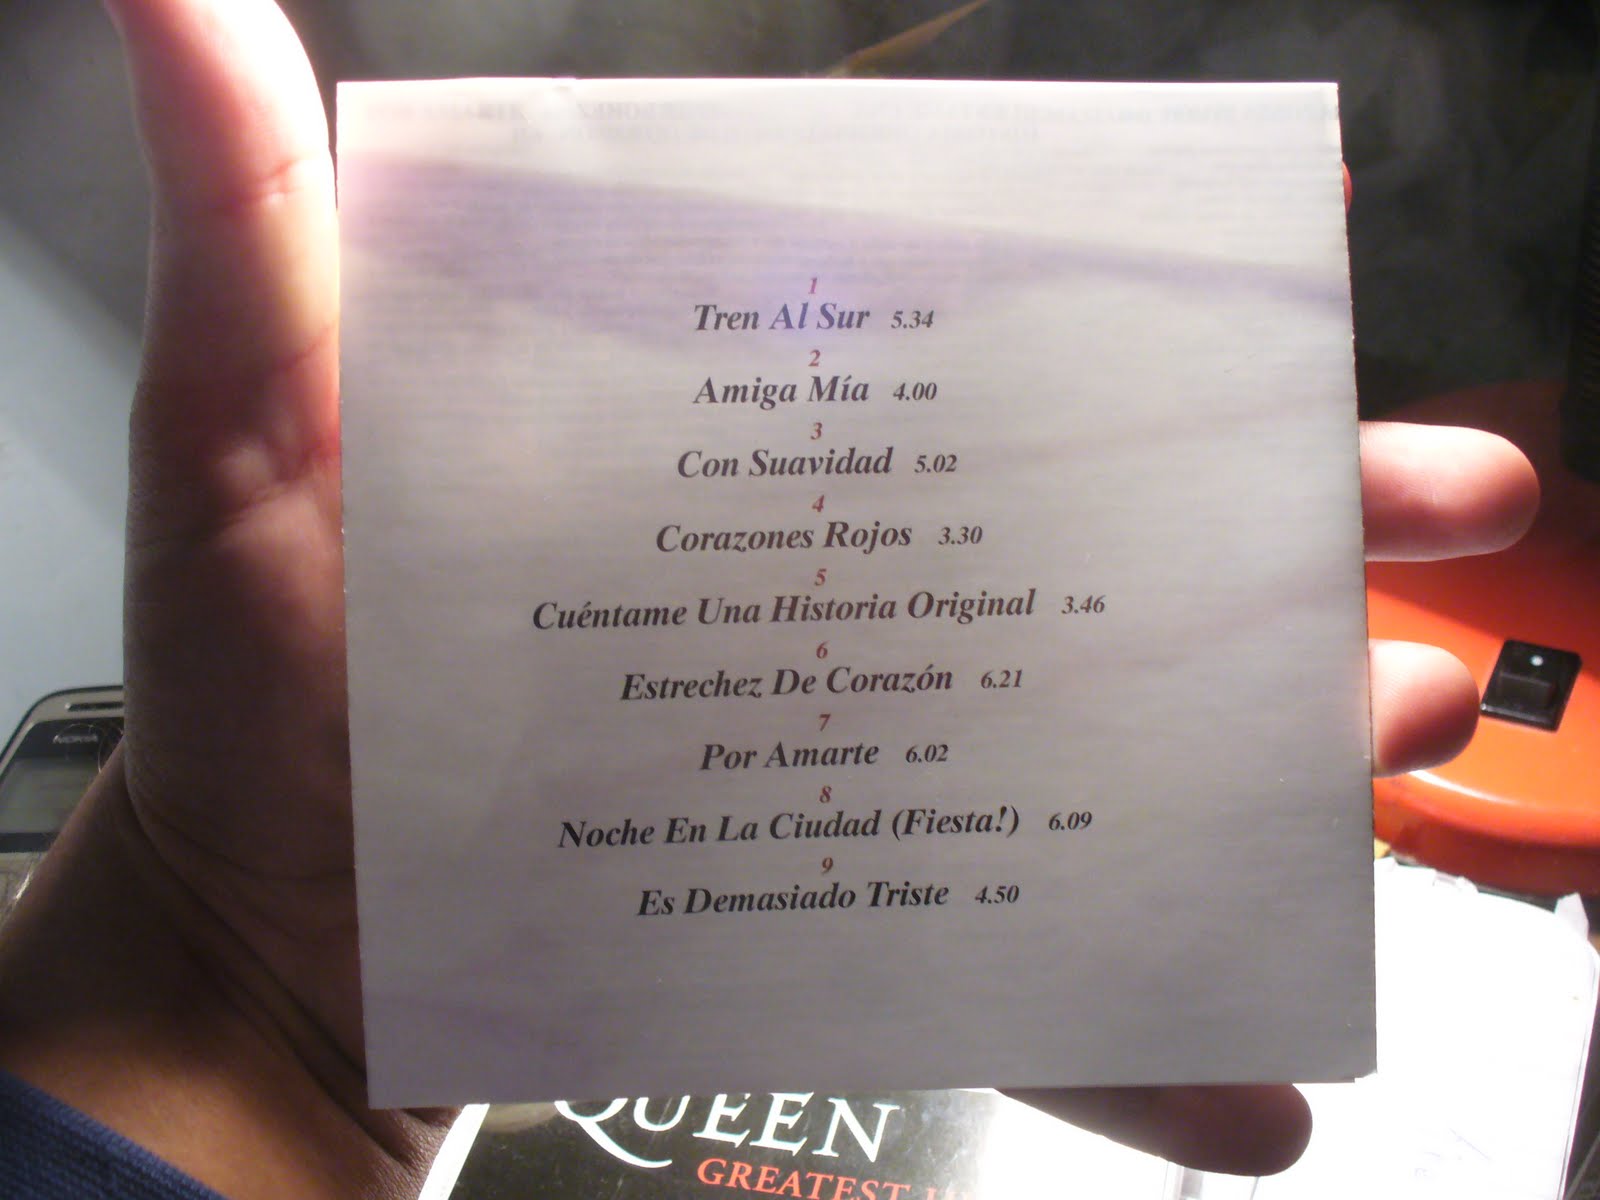 1
Tren Al Sur 5.34
2
Amiga Mía 4.00
3
Con Suavidad 5.02
4
Corazones Rojos 3.30
5
Cuéntame Una Historia Original 3.46
6
Estrechez De Corazón 6.21
7
Por Amarte 6.02
8
Noche En La Ciudad (Fiesta!) 6.09
9
Es Demasiado Triste 4.50
NOKIA
QUEEN
GREATEST